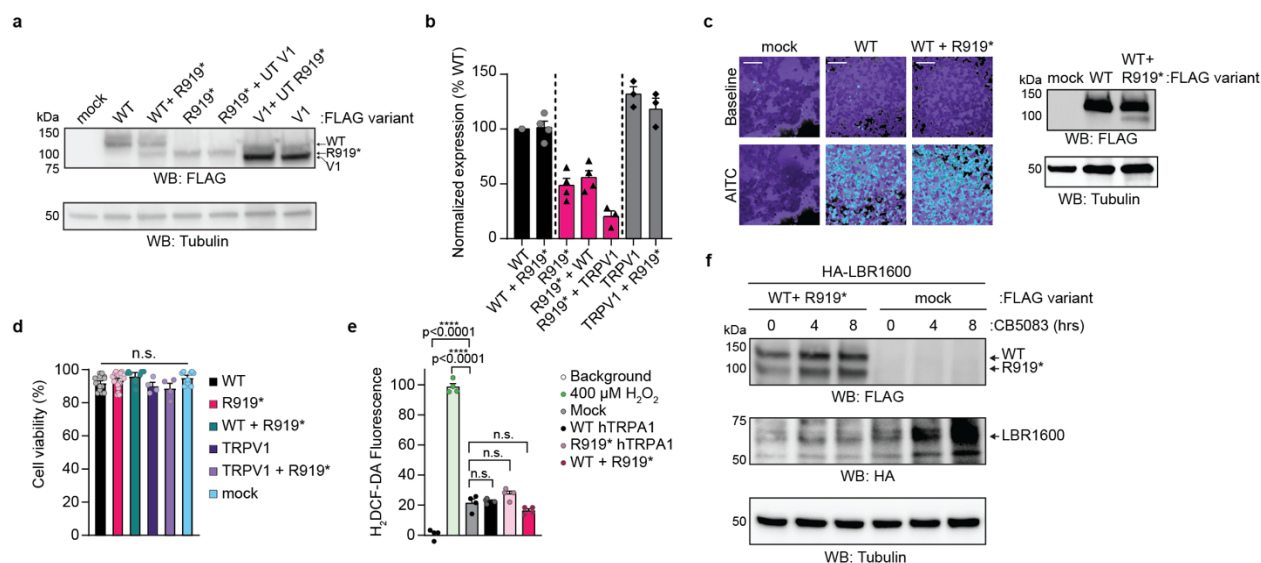 a
mock
WT
WT+ R919*
R919*
R919* + UT V1
V1+ UT R919*
V1
:FLAG variant
kDa
150
100
75
WT
R919*
V1
WB: FLAG
50
WB: Tubulin
b
Normalized expression (% WT)
150
100
50
0
WT
WT + R919*
R919*
R919* + WT
R919* + TRPV1
TRPV1
TRPV1 + R919*
c
mock
WT
WT + R919*
Baseline
AITC
kDa
mock
WT
WT+
R919*
:FLAG variant
150
100
WB: FLAG
50
WB: Tubulin
d
n.s.
Cell viability (%)
100
80
60
40
20
0
WT
R919*
WT + R919*
TRPV1
TRPV1 + R919*
mock
e
****
p<0.0001
****
p<0.0001
H2DCF-DA Fluorescence
100
80
60
40
20
0
n.s.
n.s.
n.s.
Background
400 µM H2O2
Mock
WT hTRPA1
R919* hTRPA1
WT + R919*
f
HA-LBR1600
WT+ R919*
mock
:FLAG variant
0
4
8
0
4
8
:CB5083 (hrs)
kDa
150
100
WT
R919*
WB: FLAG
75
50
LBR1600
WB: HA
50
WB: Tubulin